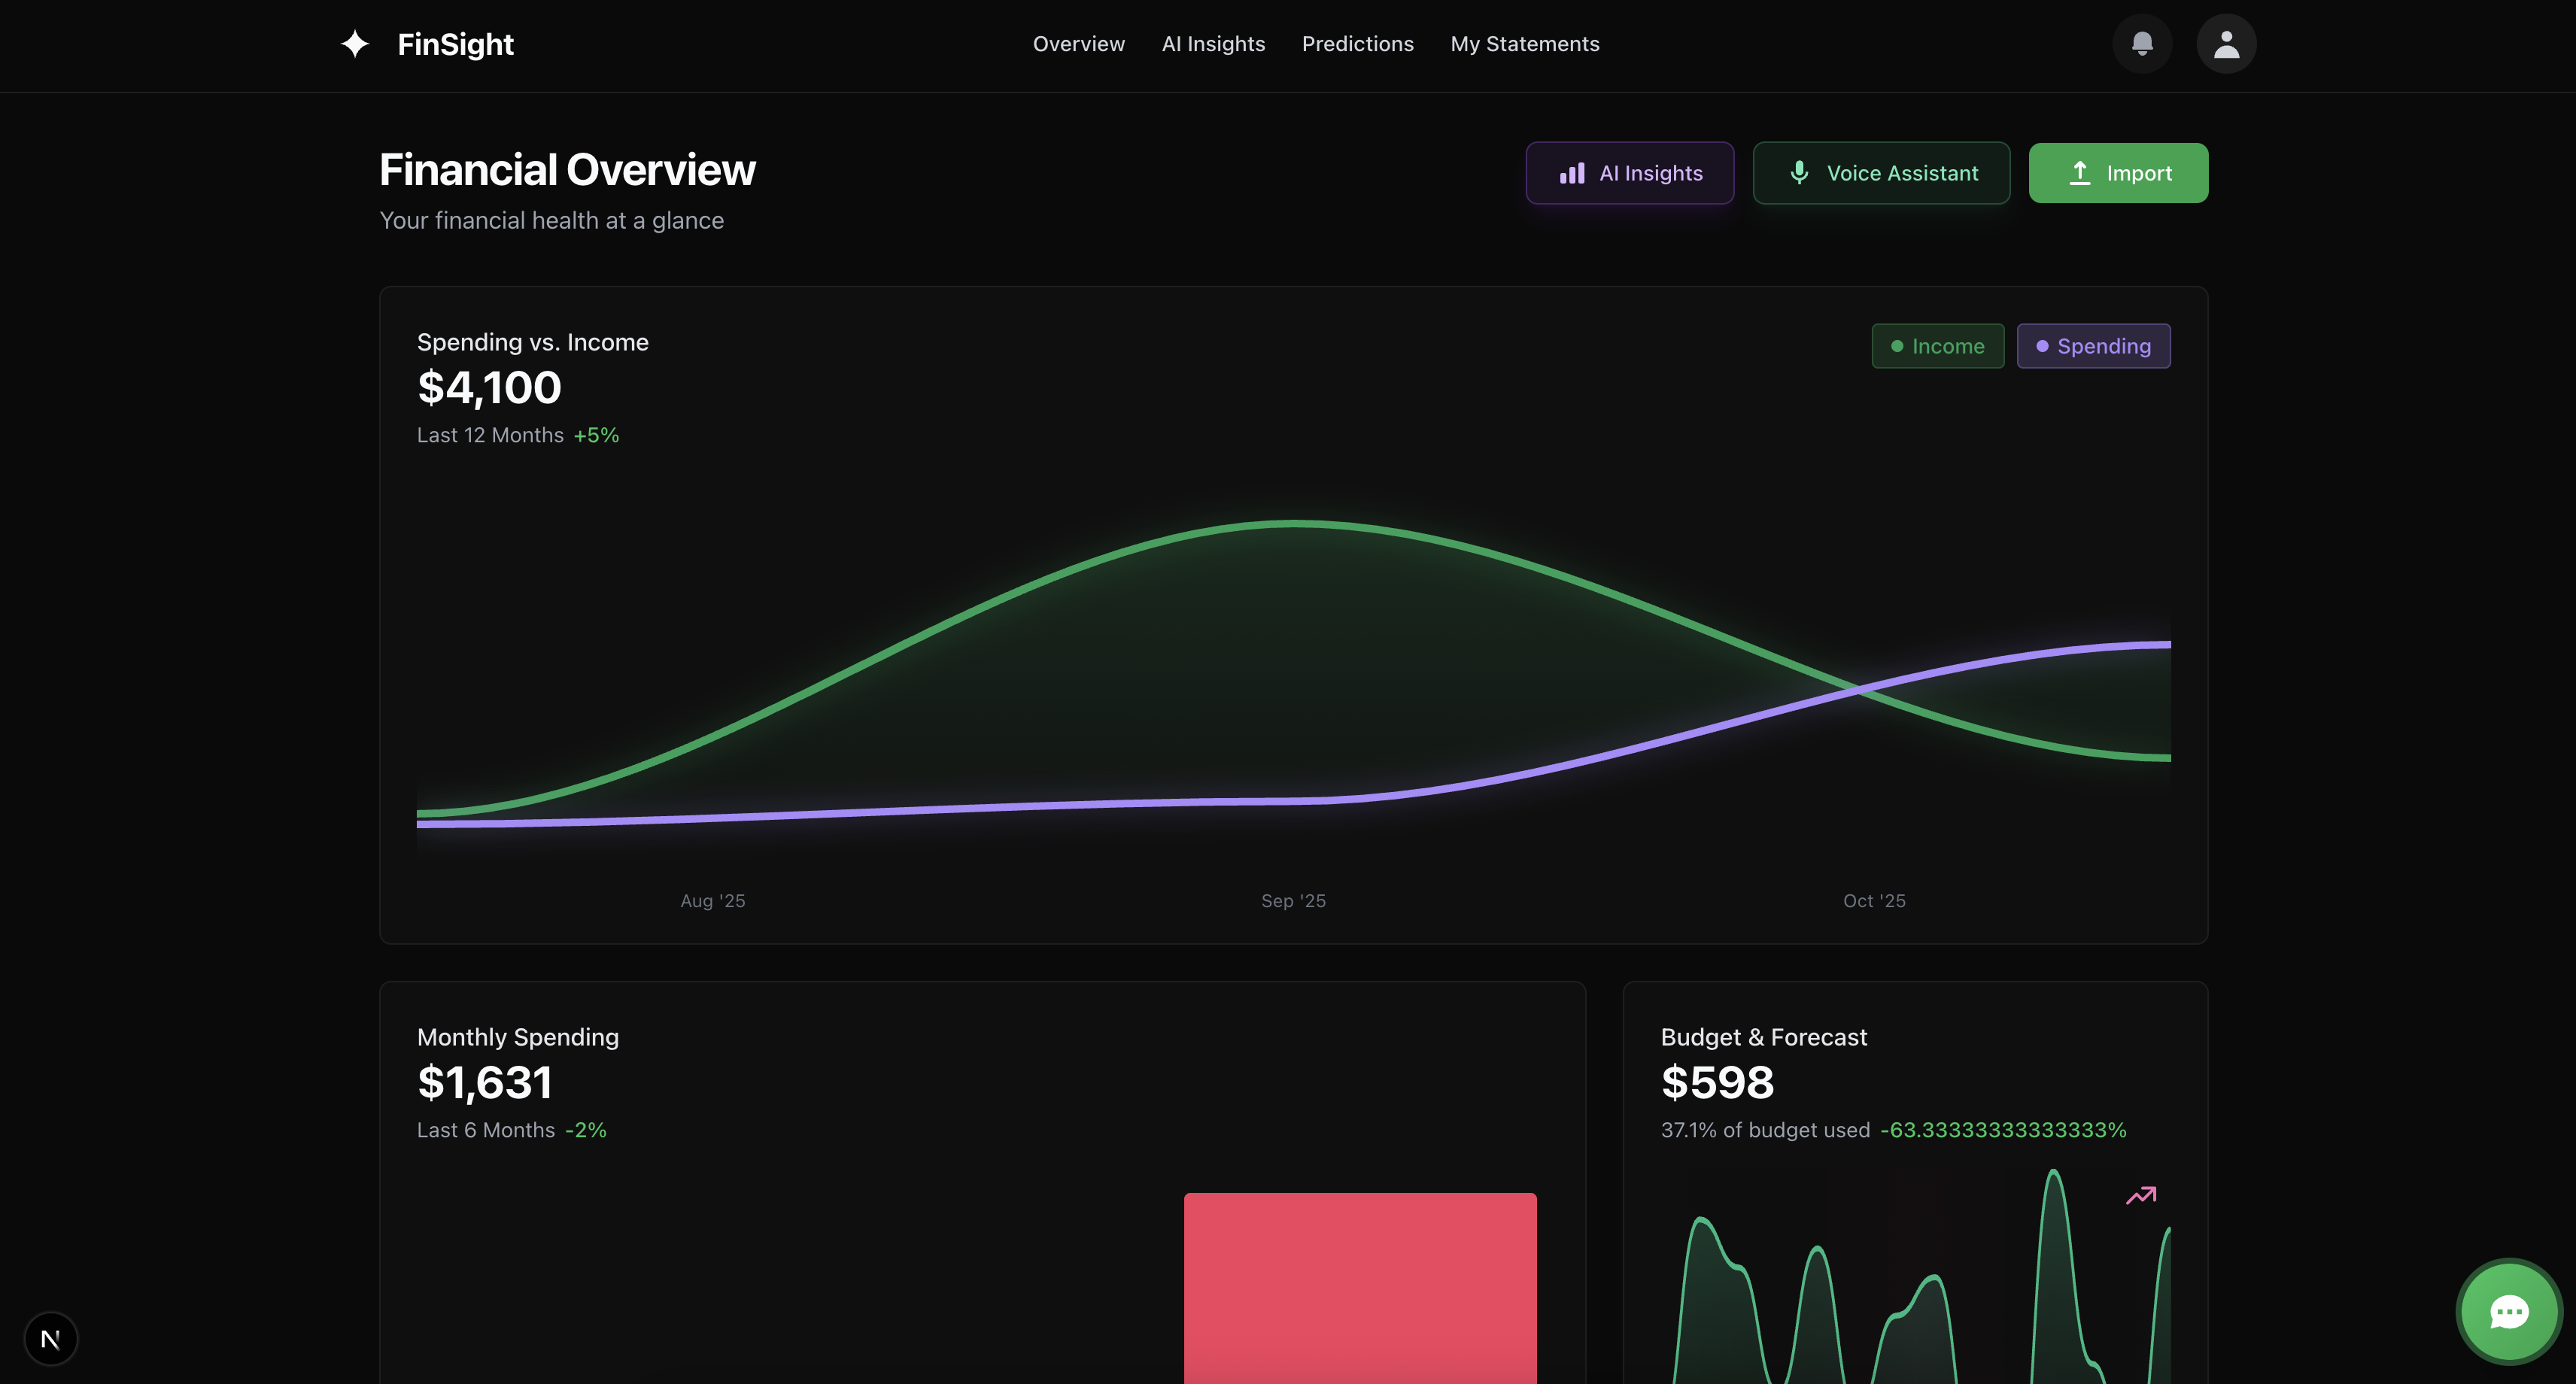 FinSight
Overview
AI Insights
Predictions
My Statements
Financial Overview
Your financial health at a glance
AI Insights
Voice Assistant
Import
Spending vs. Income
$4,100
Last 12 Months +5%
Income
Spending
Aug '25
Sep '25
Oct '25
Monthly Spending
$1,631
Last 6 Months -2%
Budget & Forecast
$598
37.1% of budget used -63.33333333333333%
N